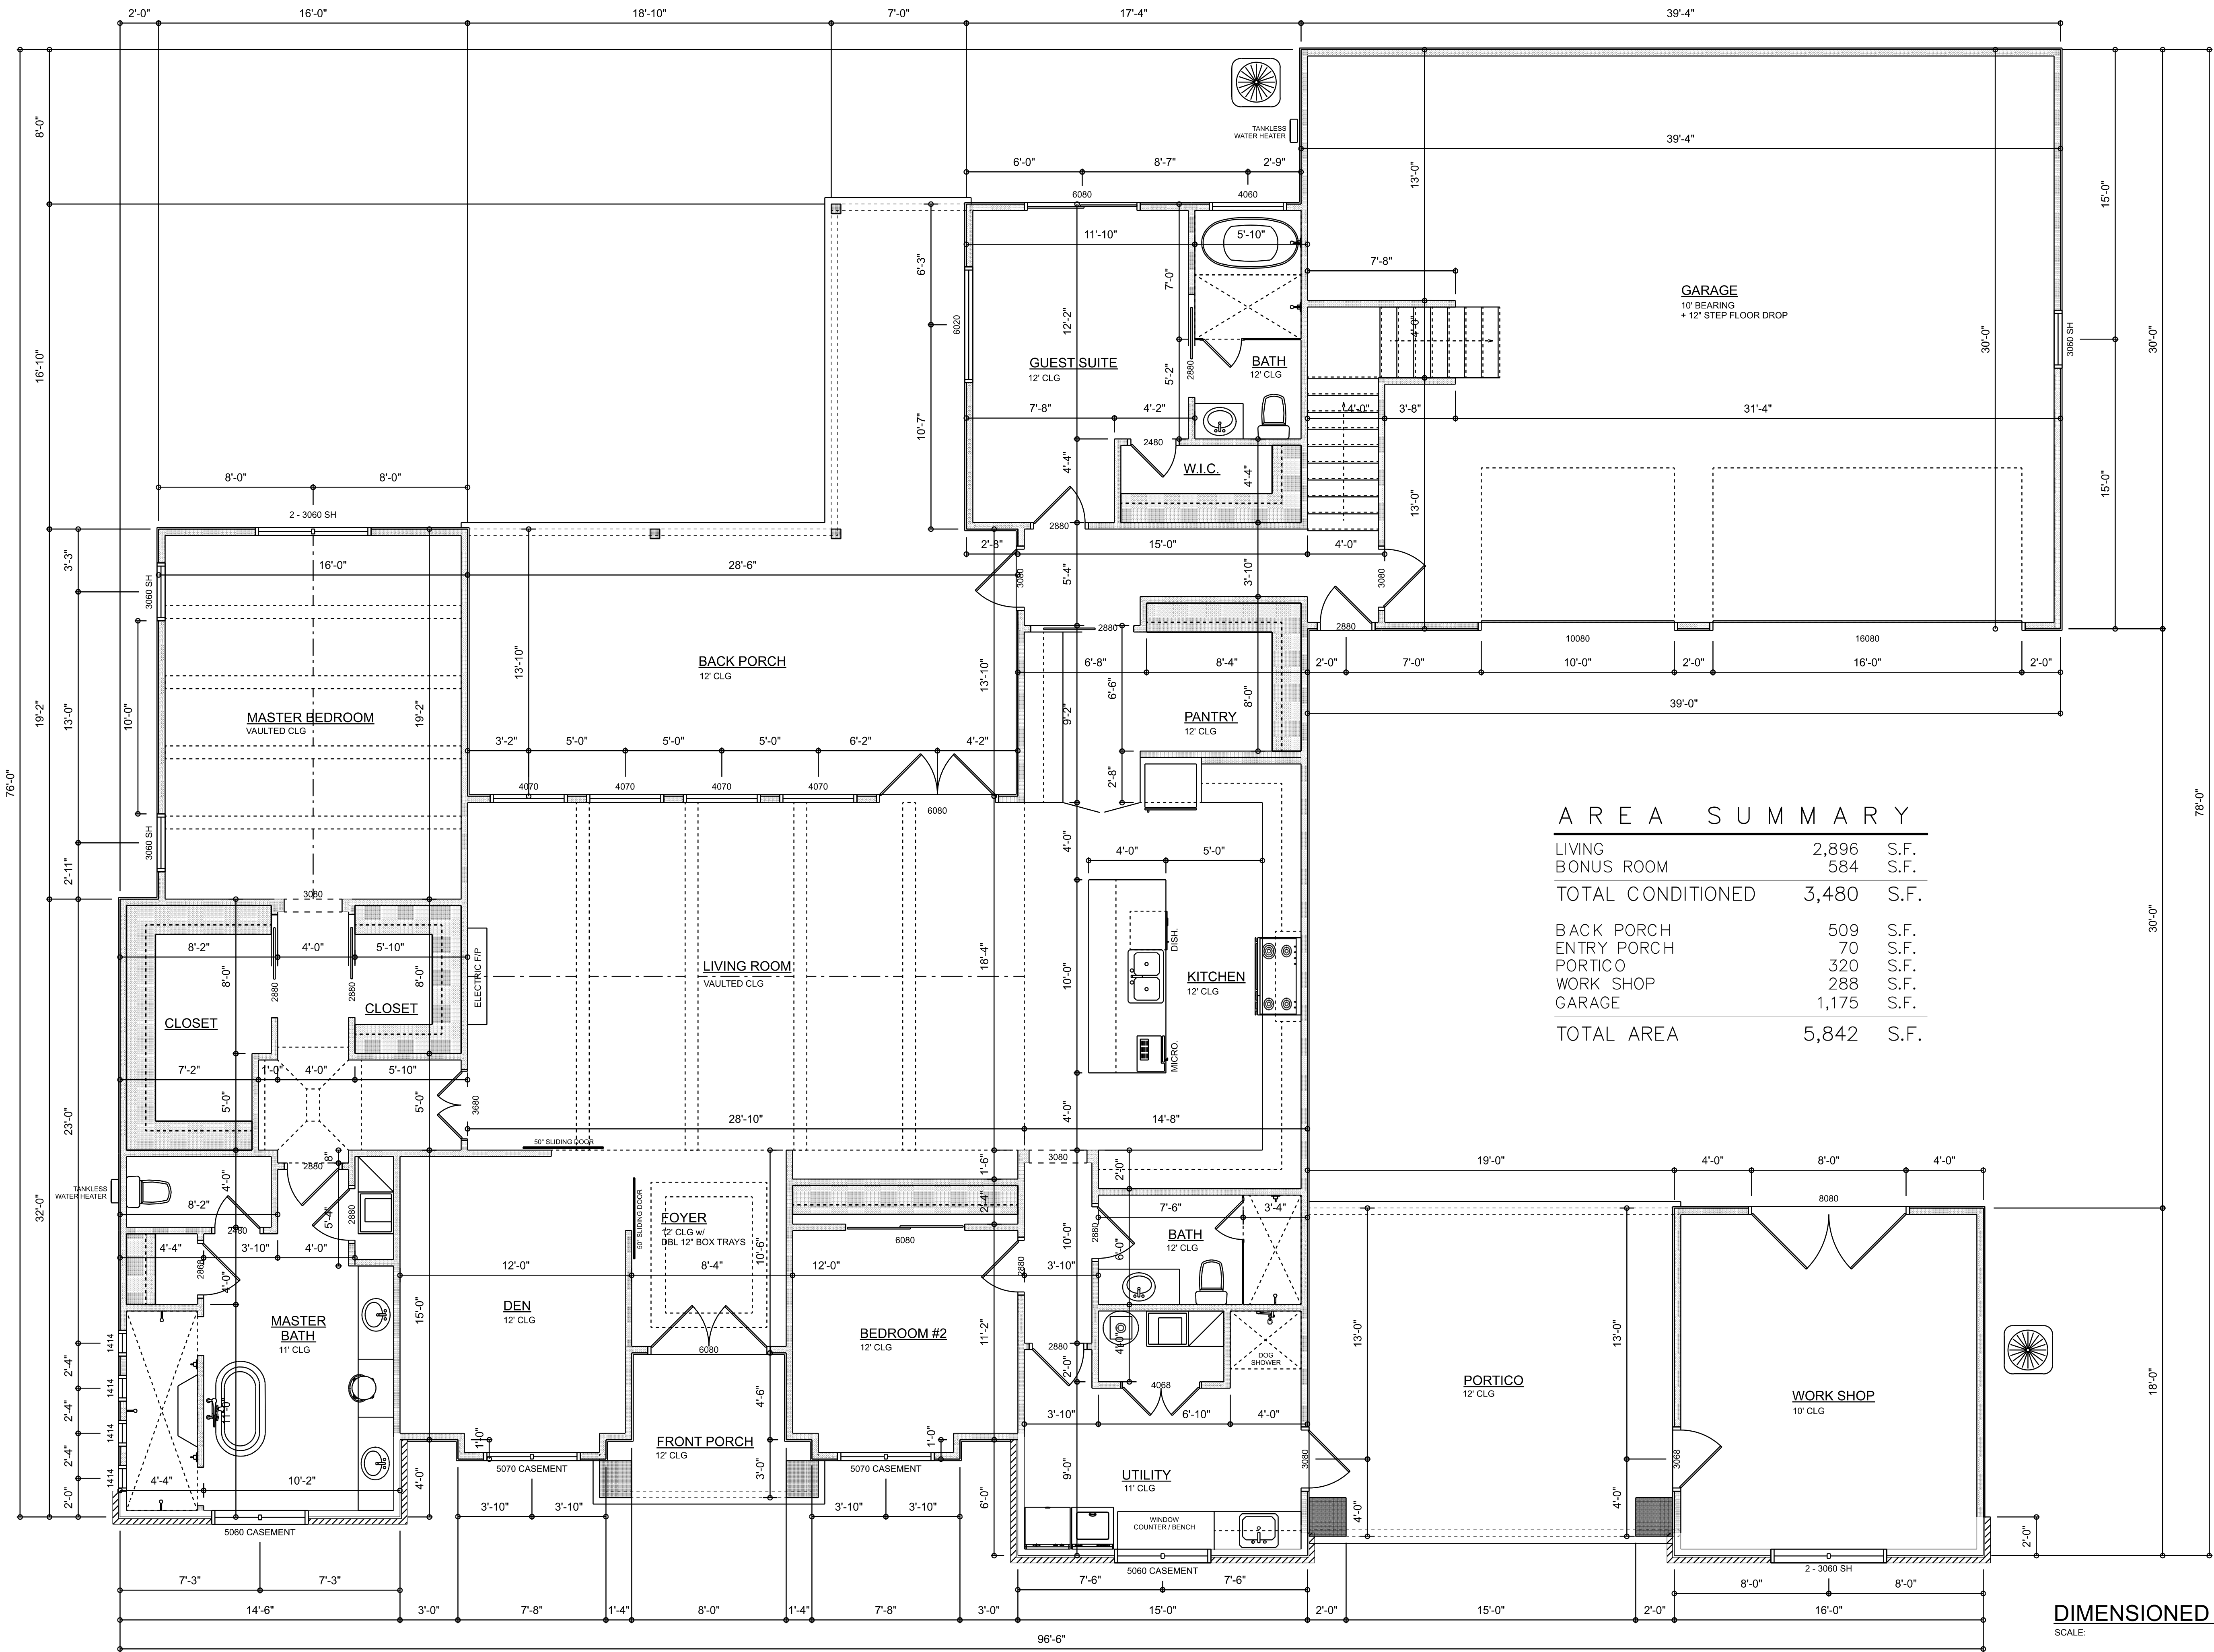 2'-0" 16'-0" 18'-10" 7'-0" 17'-4" 39'-4"
8'-0"
TANKLESS
WATER HEATER
39'-4"
13'-0"
15'-0"
6'-0" 8'-7" 2'-9"
6080 4060
11'-10" 5'-10"
6'-3"
7'-0"
7'-8"
12'-2"
6020
GARAGE
10' BEARING
+ 12" STEP FLOOR DROP
4'-0"
30'-0"
3060 SH
30'-0"
16'-10"
GUEST SUITE
12' CLG
5'-2"
2880
BATH
12' CLG
7'-8" 4'-2"
4'-0" 3'-8" 31'-4"
10'-7"
2480
4'-4"
W.I.C.
4'-4"
13'-0"
15'-0"
8'-0" 8'-0"
2 - 3060 SH
2880
2'-8" 15'-0" 4'-0"
3'-3"
3060 SH
16'-0" 28'-6"
3080
5'-4"
3'-10"
3080
2880
2880
10080 16080
13'-10"
BACK PORCH
12' CLG
13'-10"
6'-8" 8'-4" 2'-0" 7'-0" 10'-0" 2'-0" 16'-0" 2'-0"
6'-6"
8'-0"
39'-0"
19'-2"
13'-0"
10'-0"
MASTER BEDROOM
VAULTED CLG
19'-2"
9'-2"
PANTRY
12' CLG
3'-2" 5'-0" 5'-0" 5'-0" 6'-2" 4'-2"
4070 4070 4070 4070
6080
2'-8"
76'-0"
78'-0"
3060 SH
2'-11"
4'-0"
4'-0" 5'-0"
AREA SUMMARY
LIVING 2,896 S.F.
BONUS ROOM 584 S.F.
TOTAL CONDITIONED 3,480 S.F.
BACK PORCH 509 S.F.
ENTRY PORCH 70 S.F.
PORTICO 320 S.F.
WORK SHOP 288 S.F.
GARAGE 1,175 S.F.
TOTAL AREA 5,842 S.F.
3080
8'-2" 4'-0" 5'-10"
8'-0"
8'-0"
2880
2880
CLOSET
CLOSET
ELECTRIC F/P
LIVING ROOM
VAULTED CLG
18'-4"
10'-0"
DISH.
KITCHEN
12' CLG
MICRO.
30'-0"
7'-2" 1'-0" 4'-0" 5'-10"
5'-0"
5'-0"
3680
23'-0"
28'-10" 14'-8"
4'-0"
50" SLIDING DOOR
3080
2880
8"
1'-6"
2'-0"
19'-0" 4'-0" 8'-0" 4'-0"
8080
TANKLESS
WATER HEATER
4'-0"
8'-2"
2480
5'-4"
2880
32'-0"
50" SLIDING DOOR
FOYER
12' CLG w/
DBL 12" BOX TRAYS
10'-6"
2'-4"
6080
7'-6" 3'-4"
2880
BATH
12' CLG
10'-0"
6'-0"
4'-4" 3'-10" 4'-0"
2868
4'-0"
12'-0" 8'-4" 12'-0" 3'-10"
2880
DEN
12' CLG
15'-0"
MASTER
BATH
11' CLG
BEDROOM #2
12' CLG
11'-2"
6080
2880
4'-0"
DOG
SHOWER
13'-0"
13'-0"
1414
2'-4"
1414
2'-4"
1414
2'-4"
1414
2'-0"
11'-0"
4'-6"
2'-0"
4068
PORTICO
12' CLG
WORK SHOP
10' CLG
18'-0"
3'-10" 6'-10" 4'-0"
1'-0"
FRONT PORCH
12' CLG
1'-0"
5070 CASEMENT
5070 CASEMENT
3'-0"
4'-4" 10'-2"
4'-0"
9'-0"
6'-0"
UTILITY
11' CLG
3080
3068
3'-10" 3'-10"
3'-10" 3'-10"
4'-0"
4'-0"
WINDOW
COUNTER / BENCH
2'-0"
5060 CASEMENT
5060 CASEMENT
2 - 3060 SH
7'-3" 7'-3"
7'-6" 7'-6"
8'-0" 8'-0"
14'-6" 3'-0" 7'-8" 1'-4" 8'-0" 1'-4" 7'-8" 3'-0" 15'-0" 2'-0" 15'-0" 2'-0" 16'-0"
DIMENSIONED
SCALE:
96'-6"